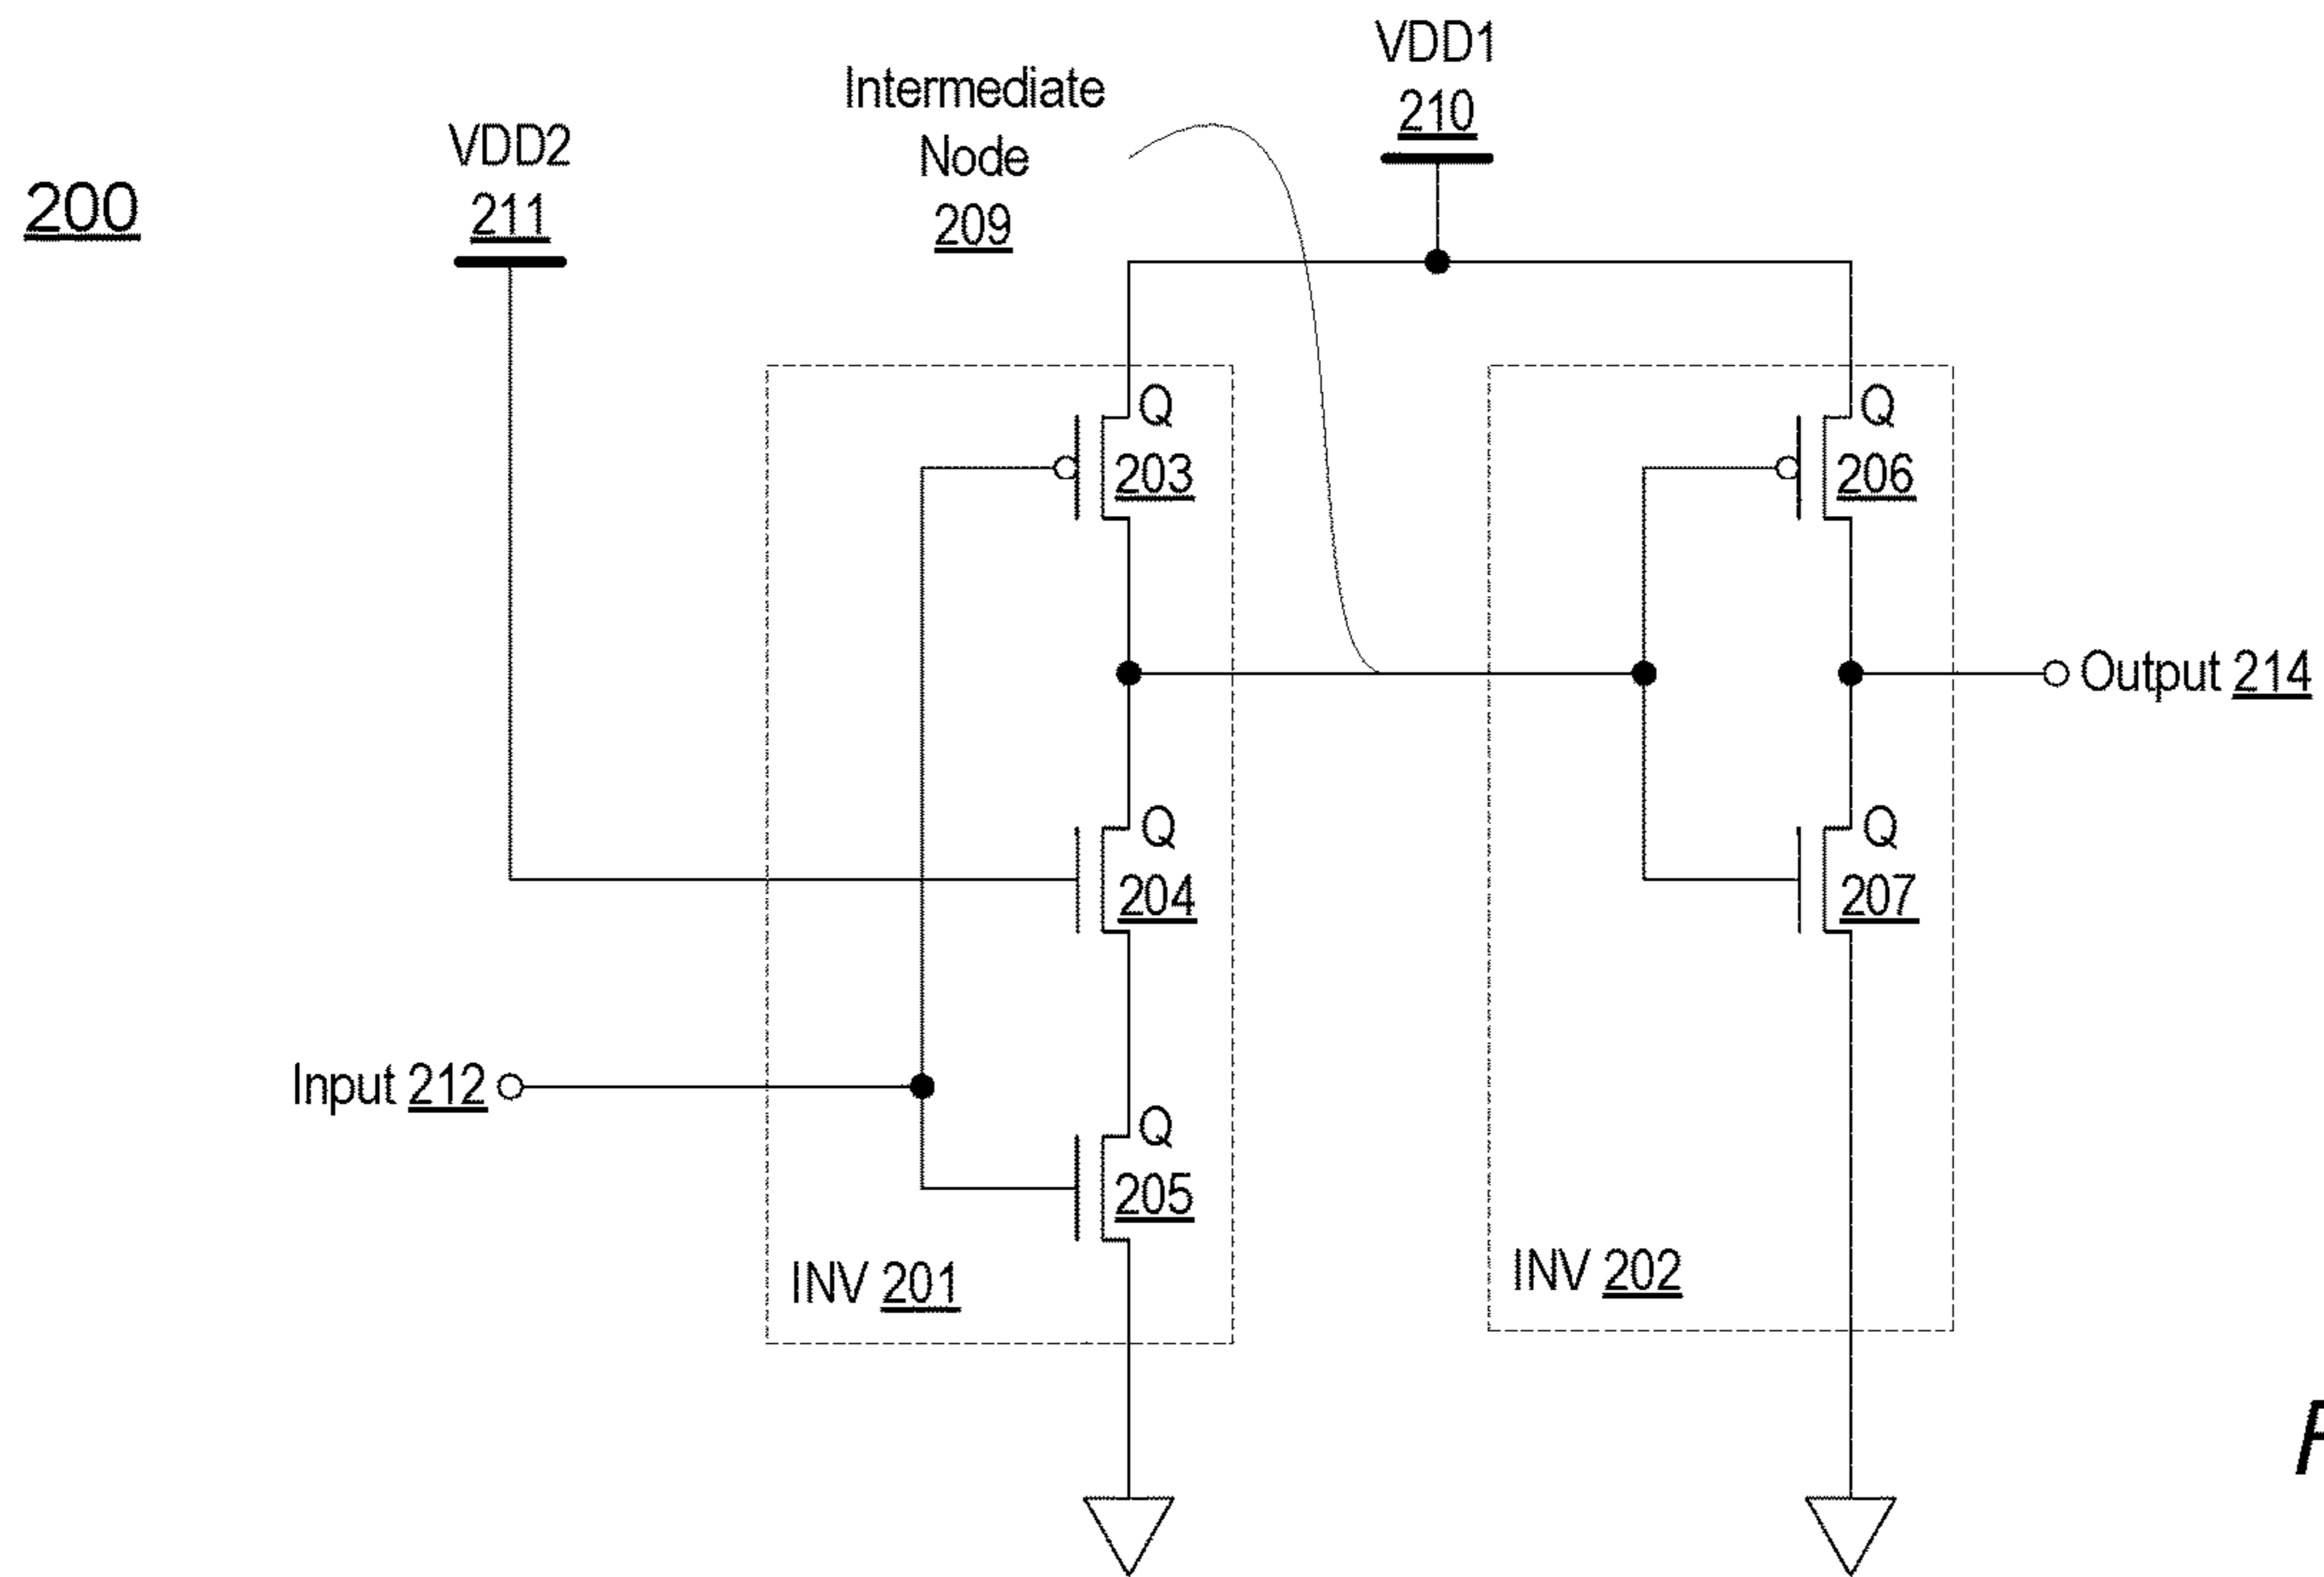 200
VDD2
211
Intermediate
Node
209
VDD1
210
Q
203
Q
206
Output 214
Q
204
Q
207
Input 212
Q
205
INV 201
INV 202